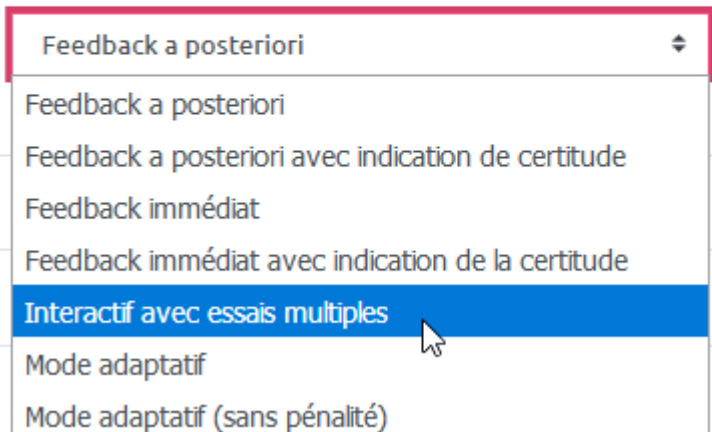 Feedback a posteriori
Feedback a posteriori
Feedback a posteriori avec indication de certitude
Feedback immédiat
Feedback immédiat avec indication de la certitude
Interactif avec essais multiples
Mode adaptatif
Mode adaptatif (sans pénalité)